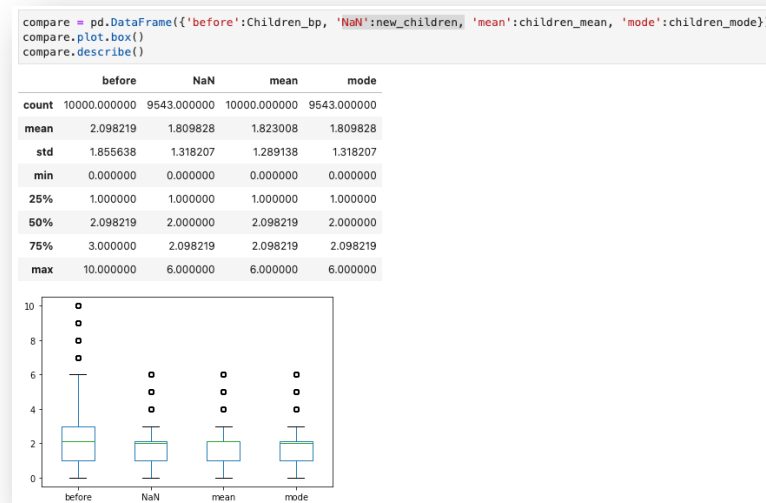 compare = pd.DataFrame({'before':Children_bp, 'NaN':new_children, 'mean':children_mean, 'mode':children_mode})
compare.plot.box()
compare.describe()
before NaN mean mode
count 10000.000000 9543.000000 10000.000000 9543.000000
mean 2.098219 1.809828 1.823008 1.809828
std 1.855638 1.318207 1.289138 1.318207
min 0.000000 0.000000 0.000000 0.000000
25% 1.000000 1.000000 1.000000 1.000000
50% 2.098219 2.000000 2.098219 2.000000
75% 3.000000 2.098219 2.098219 2.098219
max 10.000000 6.000000 6.000000 6.000000
10
8
6
4
2
0
before NaN mean mode